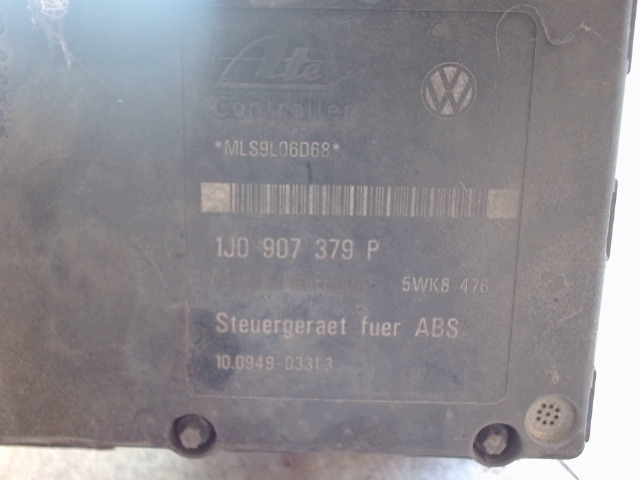 Ate
Controller
*MLS9L06D68*
1J0 907 379 P
5WK8 476
Steuergeraet fuer ABS
10.0949-0331.3